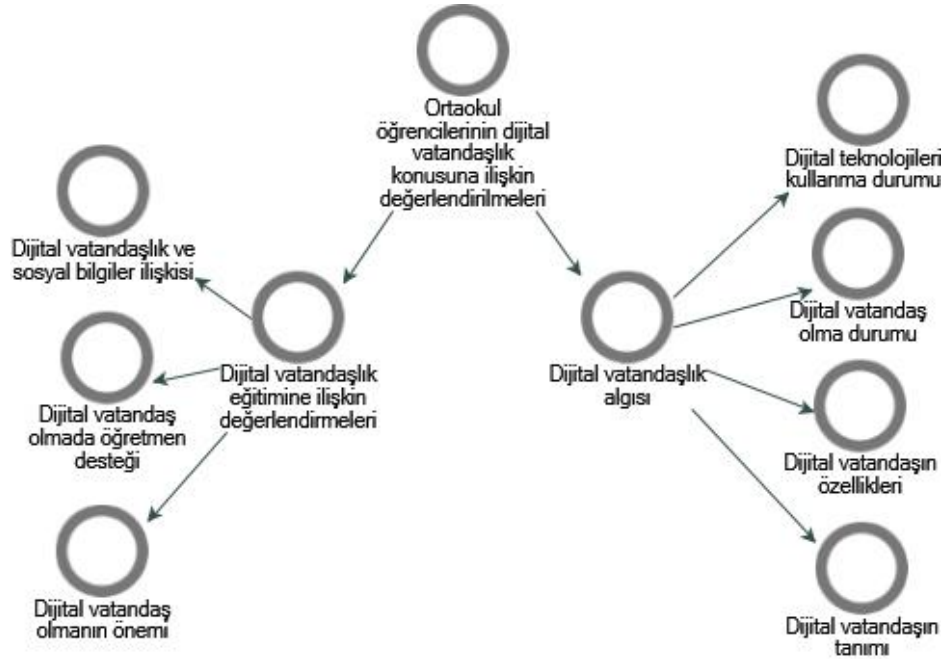 Ortaokul
öğrencilerinin dijital
vatandaşlık
konusuna ilişkin
değerlendirilmeleri
Dijital vatandaşlık ve
sosyal bilgiler ilişkisi
Dijital vatandaş
olmada öğretmen
desteği
Dijital vatandaş
olmanın önemi
Dijital vatandaşlık
eğitimine ilişkin
değerlendirmeleri
Dijital vatandaşlık
algısı
Dijital teknolojileri
kullanma durumu
Dijital vatandaş
olma durumu
Dijital vatandaşın
özellikleri
Dijital vatandaşın
tanımı